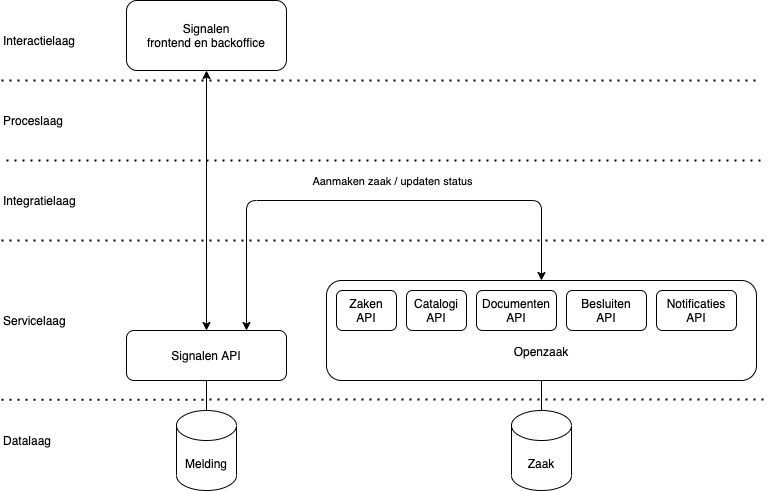 Interactielaag
Signalen
frontend en backoffice
Proceslaag
Integratielaag
Aanmaken zaak / updaten status
Servicelaag
Signalen API
Zaken
API
Catalogi
API
Documenten
API
Besluiten
API
Notificaties
API
Openzaak
Datalaag
Melding
Zaak